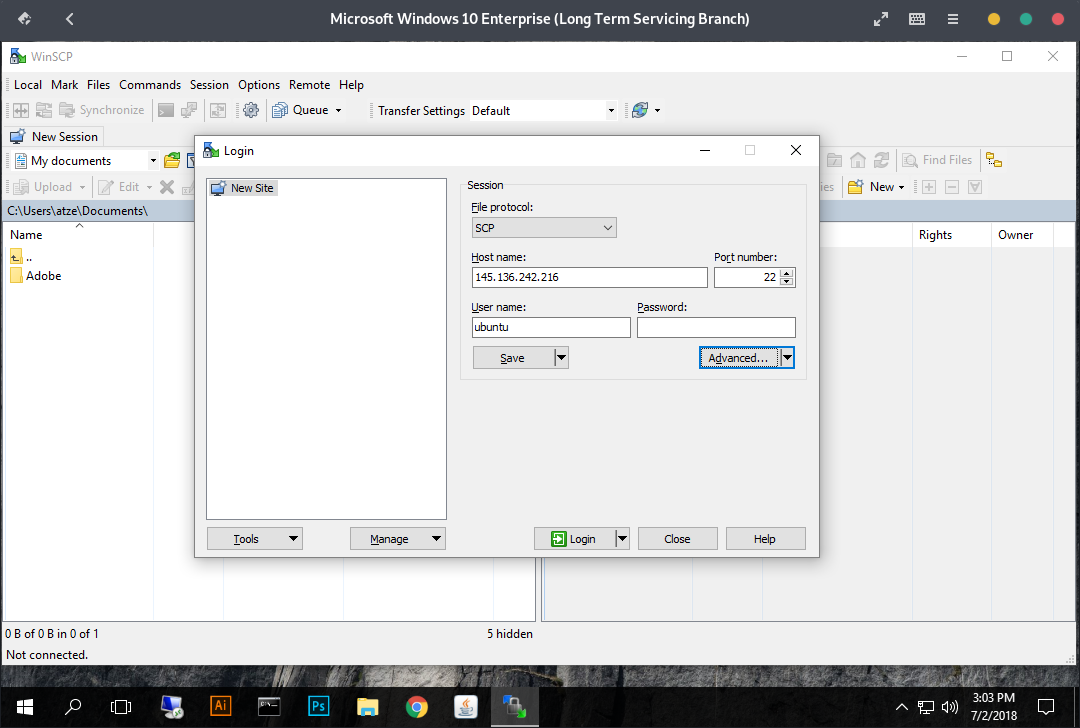 Microsoft Windows 10 Enterprise (Long Term Servicing Branch)
WinSCP
Local Mark Files Commands Session Options Remote Help
Synchronize Queue Transfer Settings Default
New Session
My documents Find Files
Upload Edit New
C:\Users\atze\Documents\
Name Rights Owner
..
Adobe
Login
New Site
Session
File protocol:
SCP
Host name: Port number:
145.136.242.216 22
User name: Password:
ubuntu
Save Advanced...
Tools Manage Login Close Help
0 B of 0 B in 0 of 1 5 hidden
Not connected.
Ai Ps
3:03 PM
7/2/2018